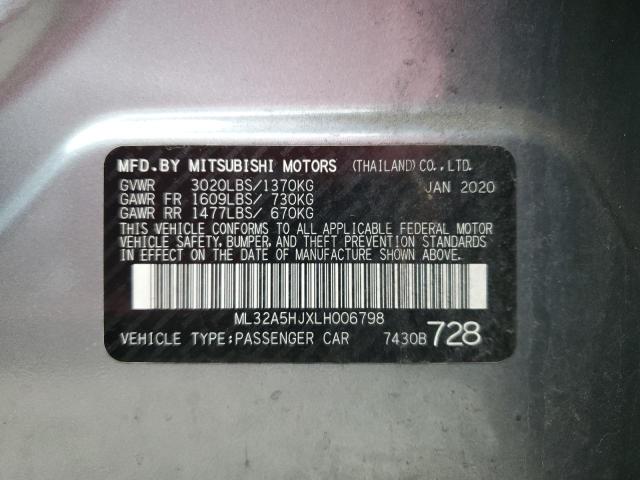 MFD.BY MITSUBISHI MOTORS (THAILAND)CO.,LTD.
GVWR 3020LBS/1370KG JAN 2020
GAWR FR 1609LBS/ 730KG
GAWR RR 1477LBS/ 670KG
THIS VEHICLE CONFORMS TO ALL APPLICABLE FEDERAL MOTOR
VEHICLE SAFETY, BUMPER, AND THEFT PREVENTION STANDARDS
IN EFFECT ON THE DATE OF MANUFACTURE SHOWN ABOVE.
ML32A5HJXLH006798
VEHICLE TYPE:PASSENGER CAR 7430B 728